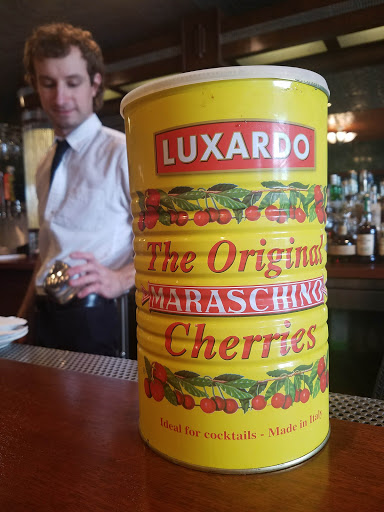 LUXARDO
The Original
MARASCHINO
Cherries
Ideal for cocktails - Made in Italy